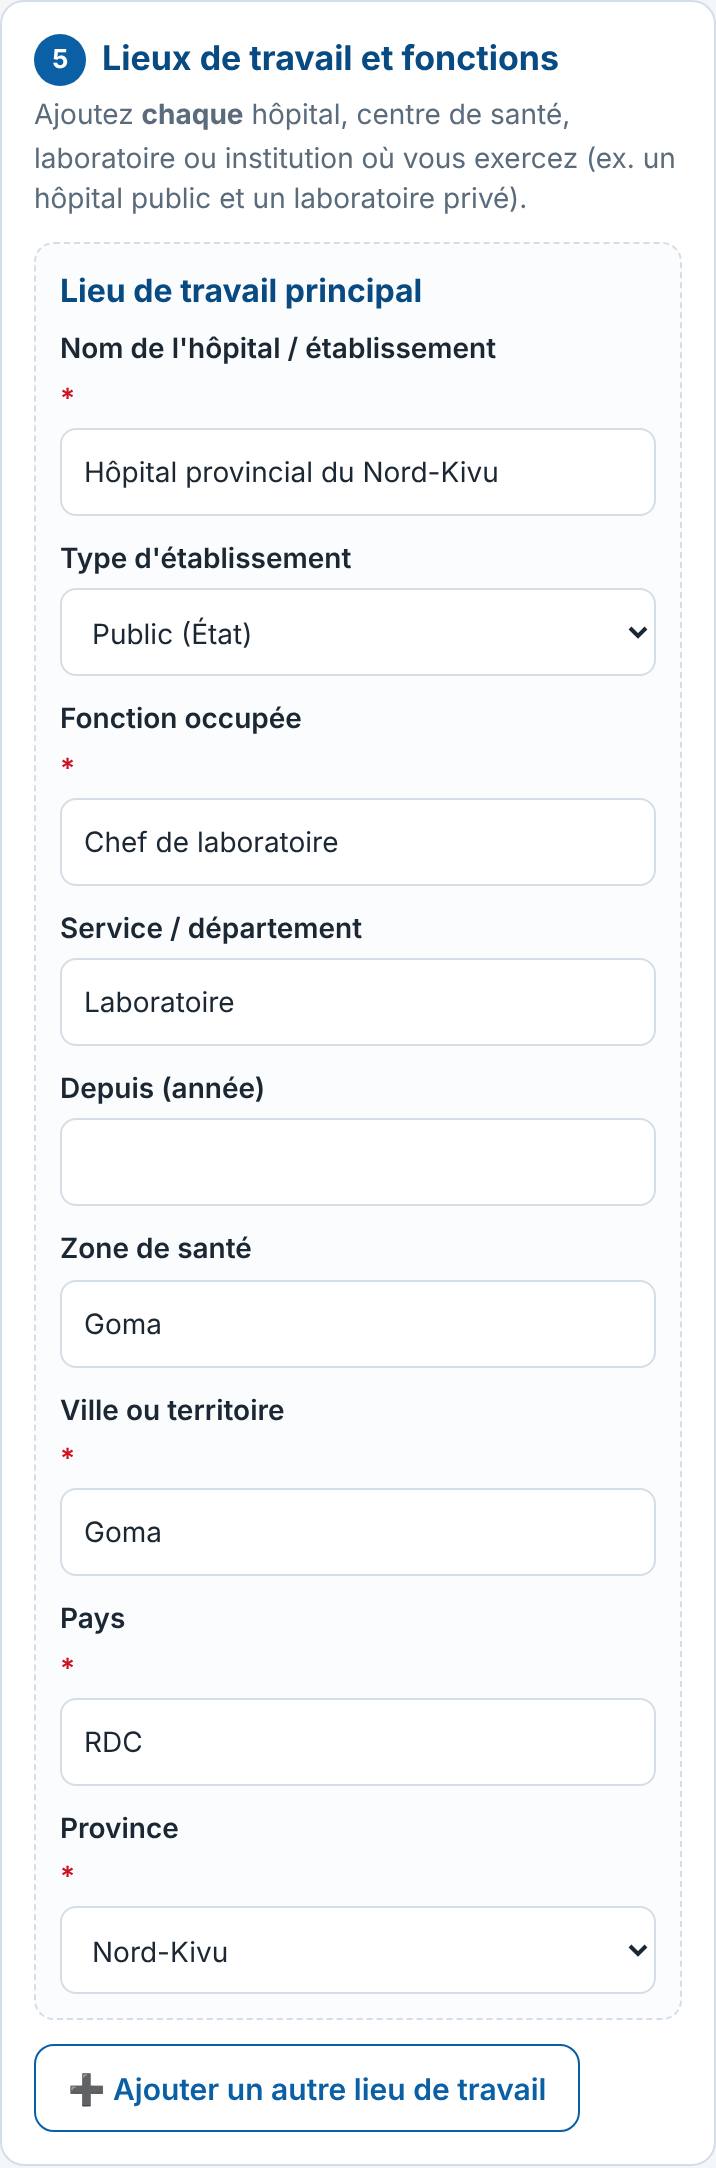 5 Lieux de travail et fonctions
Ajoutez chaque hôpital, centre de santé,
laboratoire ou institution où vous exercez (ex. un
hôpital public et un laboratoire privé).
Lieu de travail principal
Nom de l'hôpital / établissement
*
Hôpital provincial du Nord-Kivu
Type d'établissement
Public (État)
Fonction occupée
*
Chef de laboratoire
Service / département
Laboratoire
Depuis (année)
Zone de santé
Goma
Ville ou territoire
*
Goma
Pays
*
RDC
Province
*
Nord-Kivu
➕ Ajouter un autre lieu de travail